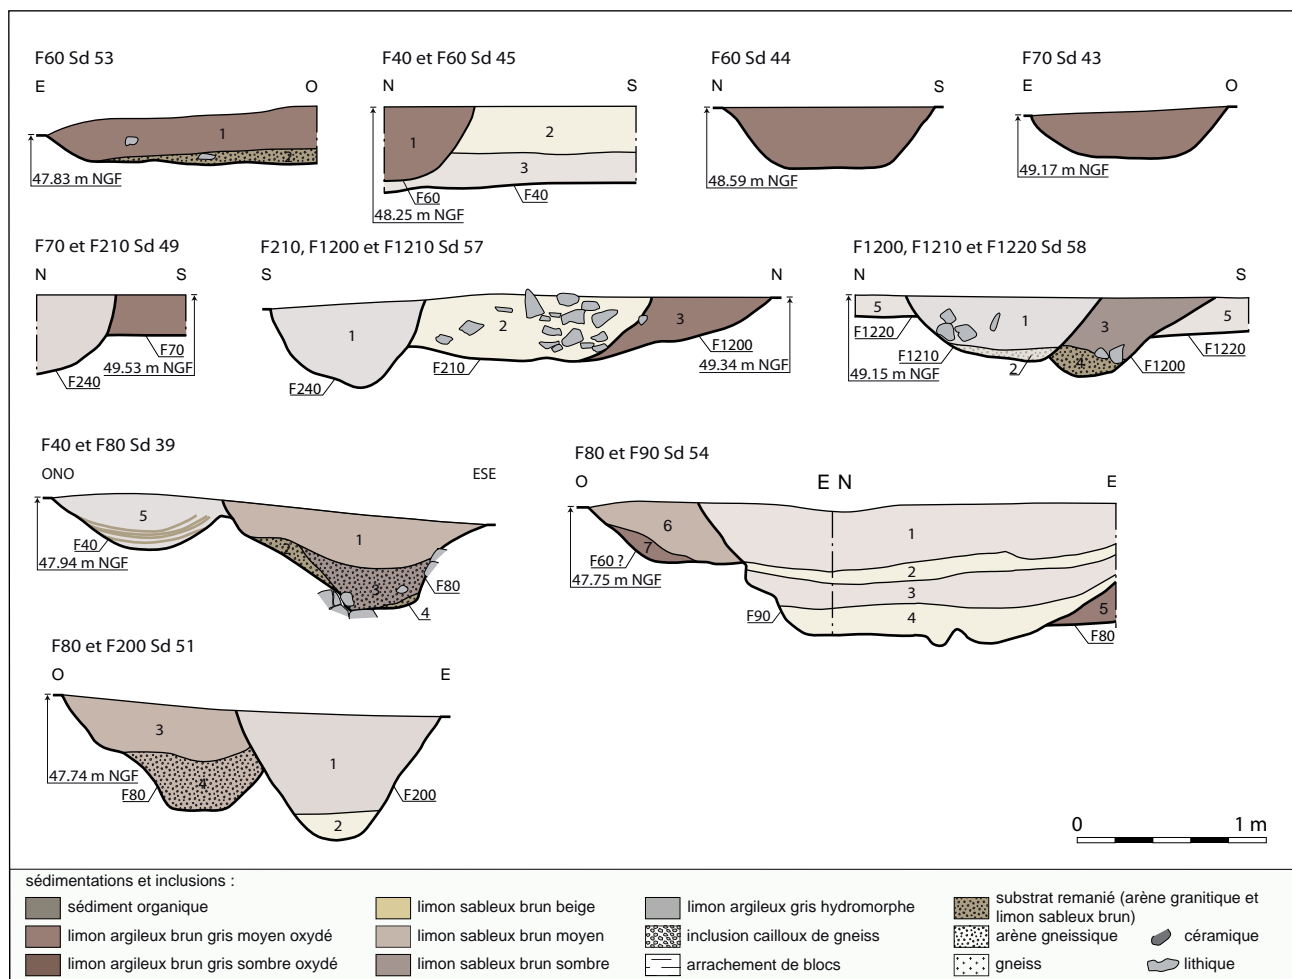 F60 Sd 53
E O
1
2
47.83 m NGF
F40 et F60 Sd 45
N S
1
2
3
F60
F40
48.25 m NGF
F60 Sd 44
N S
48.59 m NGF
F70 Sd 43
E O
49.17 m NGF
F70 et F210 Sd 49
N S
F70
F240
49.53 m NGF
F210, F1200 et F1210 Sd 57
S N
1
2
3
F240
F210
F1200
49.34 m NGF
F1200, F1210 et F1220 Sd 58
N S
5
1
3
5
F1220
F1210
2
4
F1200
F1220
49.15 m NGF
F40 et F80 Sd 39
ONO ESE
5
1
2
3
4
F40
F80
47.94 m NGF
F80 et F90 Sd 54
O E N E
6
7
1
2
3
4
5
F60 ?
F90
F80
47.75 m NGF
F80 et F200 Sd 51
O E
3
4
1
2
F80
F200
47.74 m NGF
0 1 m
sédimentations et inclusions :
sédiment organique
limon argileux brun gris moyen oxydé
limon argileux brun gris sombre oxydé
limon sableux brun beige
limon sableux brun moyen
limon sableux brun sombre
limon argileux gris hydromorphe
inclusion cailloux de gneiss
arrachement de blocs
substrat remanié (arène granitique et
limon sableux brun)
arène gneissique
gneiss
céramique
lithique